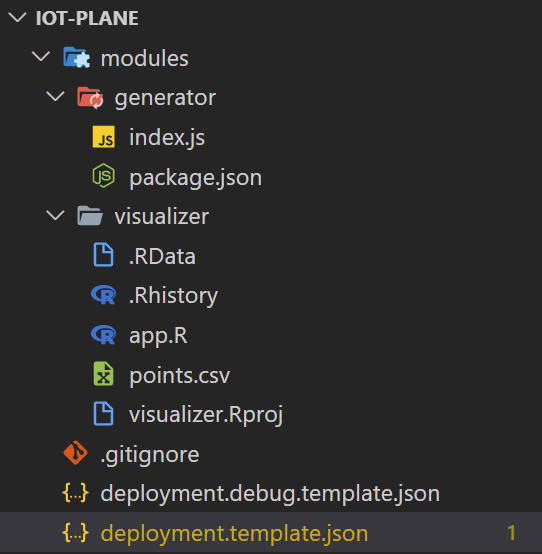 IOT-PLANE
modules
generator
JS index.js
JS package.json
visualizer
.RData
R .Rhistory
R app.R
points.csv
visualizer.Rproj
.gitignore
{...} deployment.debug.template.json
{...} deployment.template.json 1